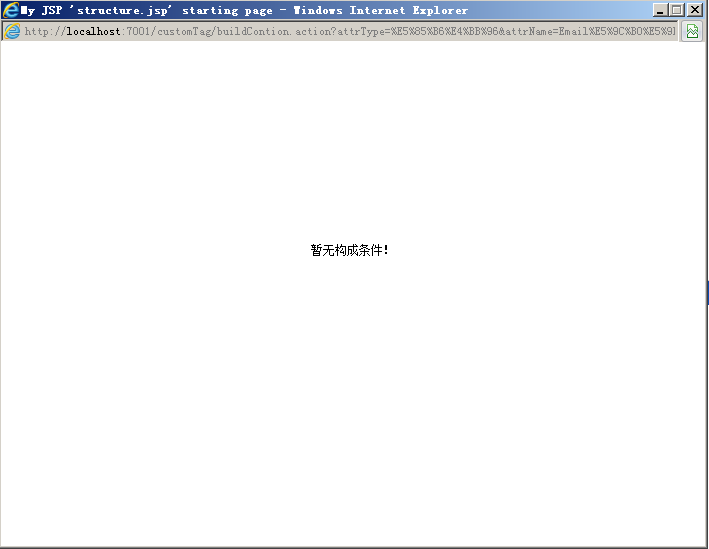 My JSP 'structure.jsp' starting page - Windows Internet Explorer
http://localhost:7001/customTag/buildContion.action?attrType=%E5%85%B6%E4%BB%96&attrName=Email%E5%9C%B0%E5%9D
暂无构成条件!